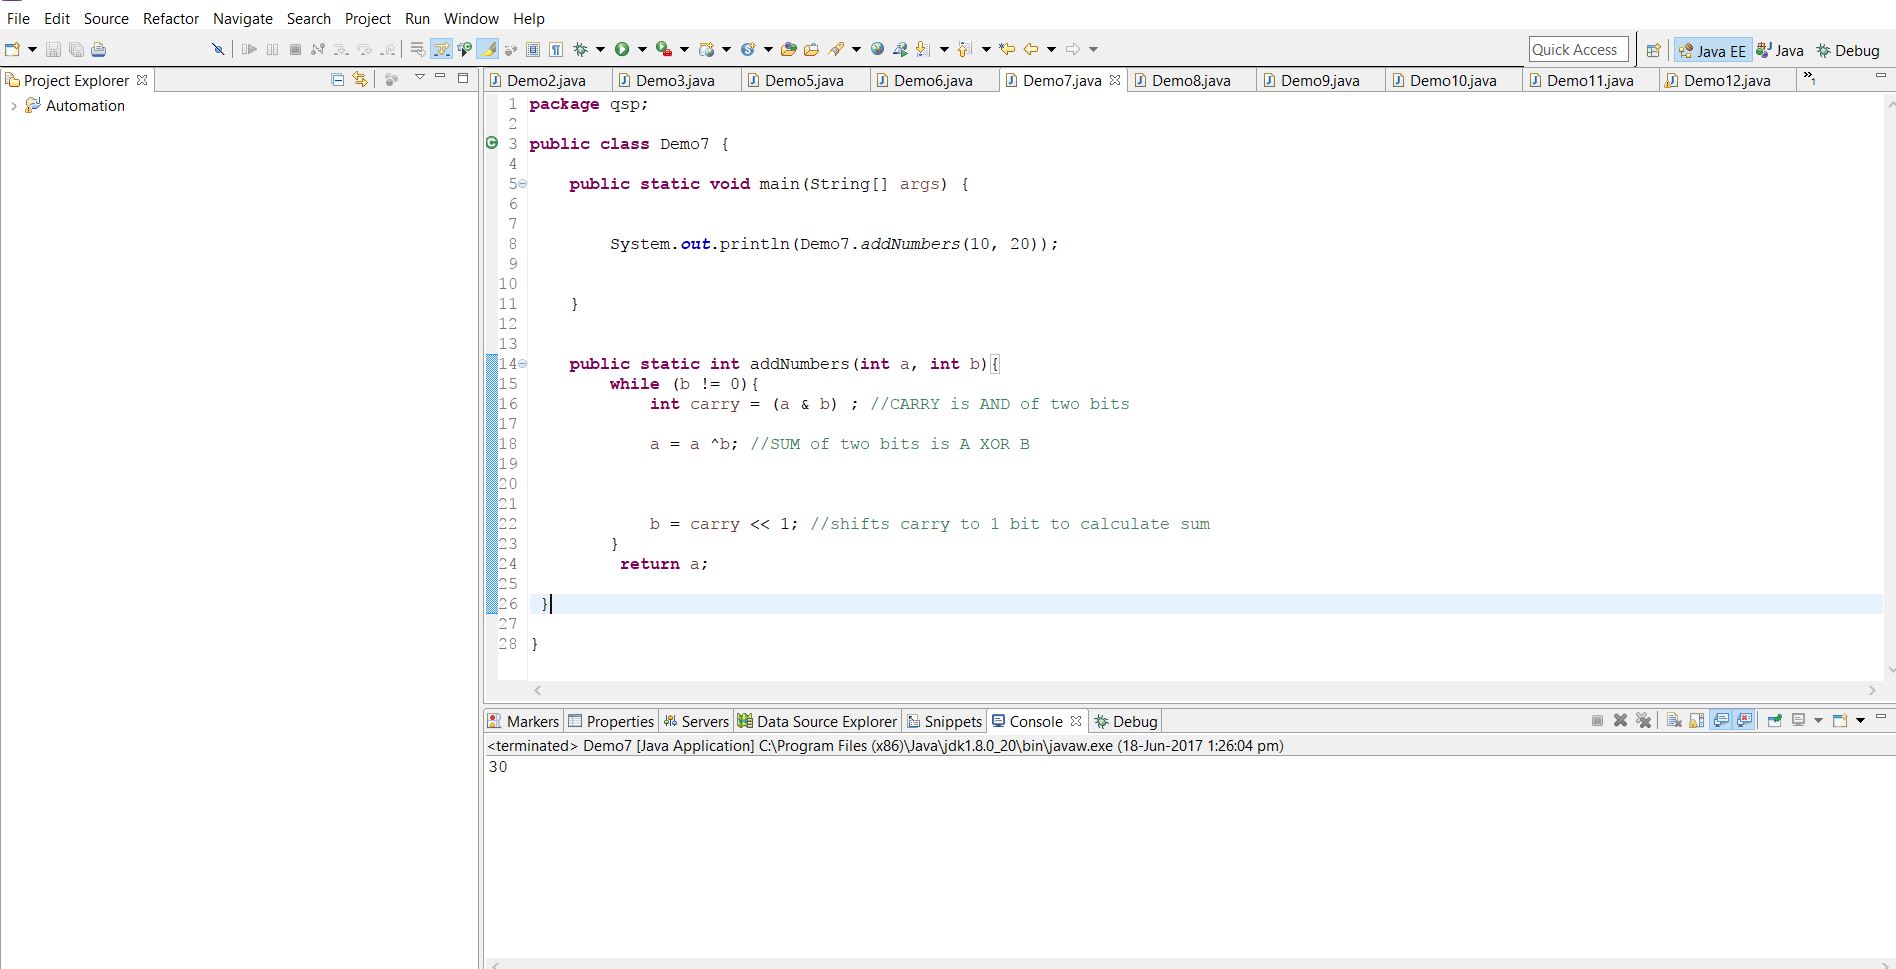 File Edit Source Refactor Navigate Search Project Run Window Help
Quick Access Java EE Java Debug
Project Explorer
Automation
Demo2.java Demo3.java Demo5.java Demo6.java Demo7.java Demo8.java Demo9.java Demo10.java Demo11.java Demo12.java »1
1 package qsp;
2
3 public class Demo7 {
4
5 public static void main(String[] args) {
6
7
8 System.out.println(Demo7.addNumbers(10, 20));
9
10
11 }
12
13
14 public static int addNumbers(int a, int b){
15 while (b != 0){
16 int carry = (a & b) ; //CARRY is AND of two bits
17
18 a = a ^b; //SUM of two bits is A XOR B
19
20
21
22 b = carry << 1; //shifts carry to 1 bit to calculate sum
23 }
24 return a;
25
26 }
27
28 }
Markers Properties Servers Data Source Explorer Snippets Console Debug
<terminated> Demo7 [Java Application] C:\Program Files (x86)\Java\jdk1.8.0_20\bin\javaw.exe (18-Jun-2017 1:26:04 pm)
30